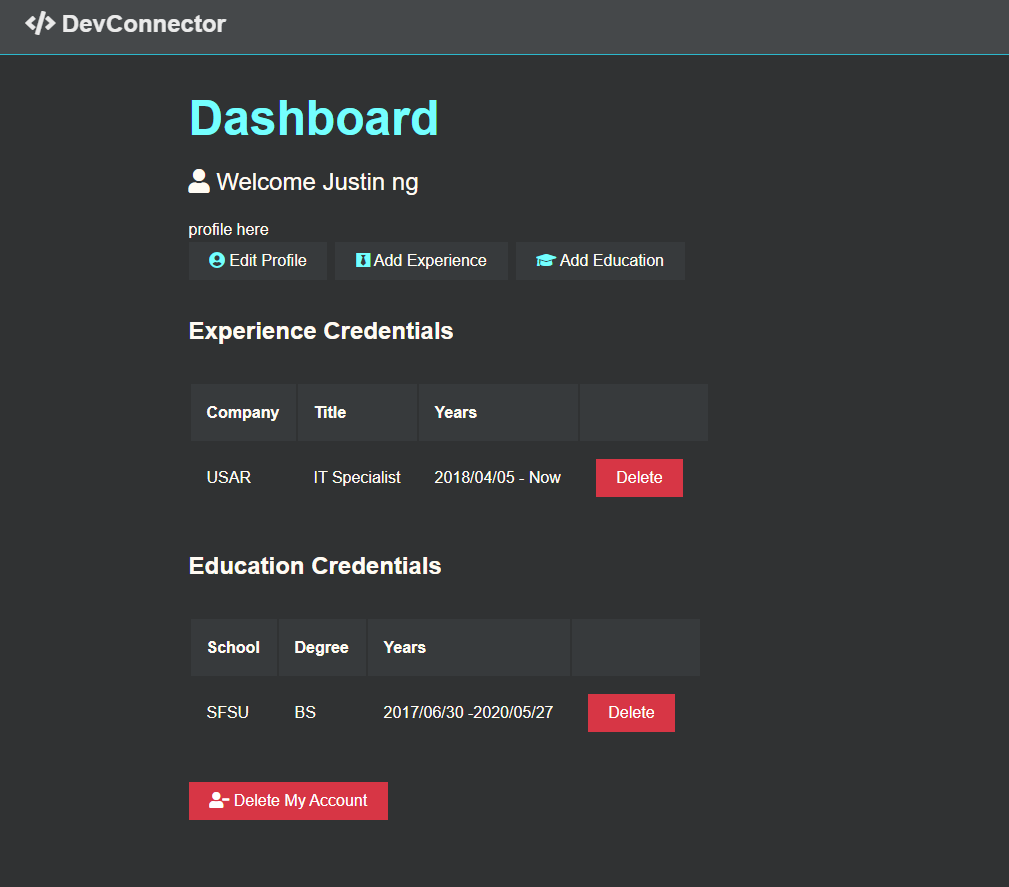 DevConnector
Dashboard
Welcome Justin ng
profile here
Edit Profile Add Experience Add Education
Experience Credentials
Company Title Years
USAR IT Specialist 2018/04/05 - Now Delete
Education Credentials
School Degree Years
SFSU BS 2017/06/30 -2020/05/27 Delete
Delete My Account